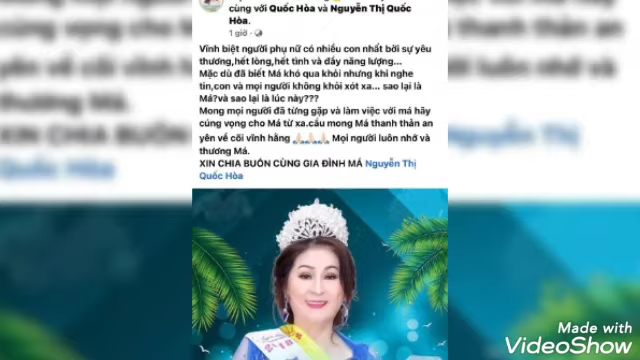 cùng với Quốc Hòa và Nguyễn Thị Quốc
Hòa.
1 giờ
Vĩnh biệt người phụ nữ có nhiều con nhất bởi sự yêu
thương,hết lòng,hết tình và đầy năng lượng...
Mặc dù đã biết Má khó qua khỏi nhưng khi nghe
tin,con và mọi người không khỏi xót xa... sao lại là
Má?và sao lại là lúc này???
Mong mọi người đã từng gặp và làm việc với má hãy
cúng vọng cho Má từ xa.cầu mong Má thanh thản an
yên về cõi vĩnh hằng 🙏🙏🙏 Mọi người luôn nhớ và
thương Má.
XIN CHIA BUỒN CÙNG GIA ĐÌNH MÁ Nguyễn Thị
Quốc Hòa
Made with
VideoShow